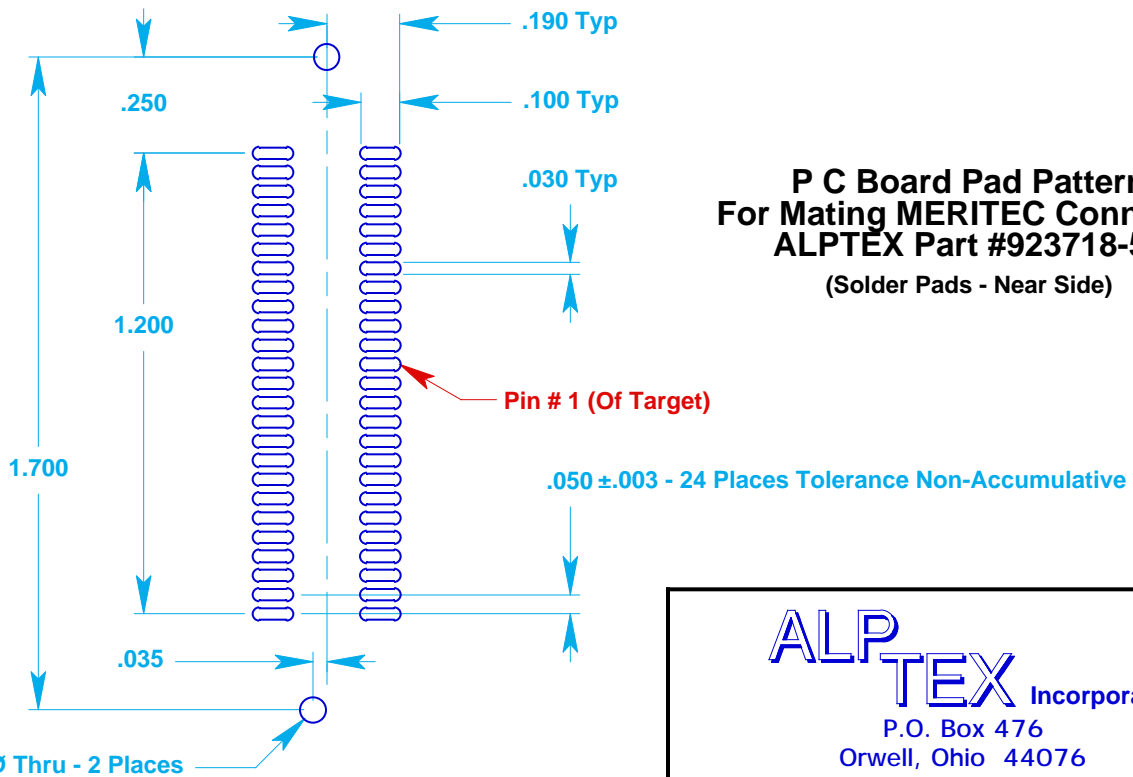 .190 Typ
.250
.100 Typ
.030 Typ
P C Board Pad Pattern
For Mating MERITEC Conn
ALPTEX Part #923718-5
(Solder Pads - Near Side)
1.200
Pin # 1 (Of Target)
1.700
.050 ±.003 - 24 Places Tolerance Non-Accumulative
.035
ALP
TEX Incorpora
P.O. Box 476
Orwell, Ohio 44076
Ø Thru - 2 Places